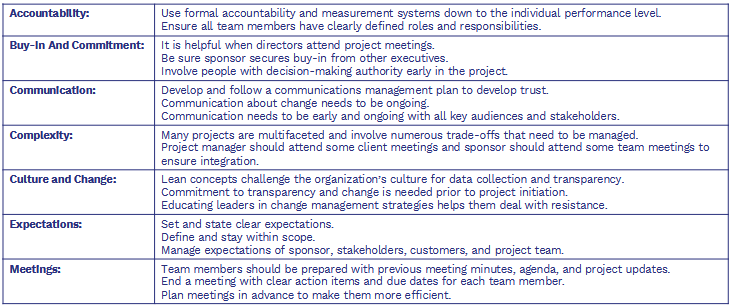 Accountability: Use formal accountability and measurement systems down to the individual performance level.
Ensure all team members have clearly defined roles and responsibilities.
Buy-In And Commitment: It is helpful when directors attend project meetings.
Be sure sponsor secures buy-in from other executives.
Involve people with decision-making authority early in the project.
Communication: Develop and follow a communications management plan to develop trust.
Communication about change needs to be ongoing.
Communication needs to be early and ongoing with all key audiences and stakeholders.
Complexity: Many projects are multifaceted and involve numerous trade-offs that need to be managed.
Project manager should attend some client meetings and sponsor should attend some team meetings to
ensure integration.
Culture and Change: Lean concepts challenge the organization's culture for data collection and transparency.
Commitment to transparency and change is needed prior to project initiation.
Educating leaders in change management strategies helps them deal with resistance.
Expectations: Set and state clear expectations.
Define and stay within scope.
Manage expectations of sponsor, stakeholders, customers, and project team.
Meetings: Team members should be prepared with previous meeting minutes, agenda, and project updates.
End a meeting with clear action items and due dates for each team member.
Plan meetings in advance to make them more efficient.